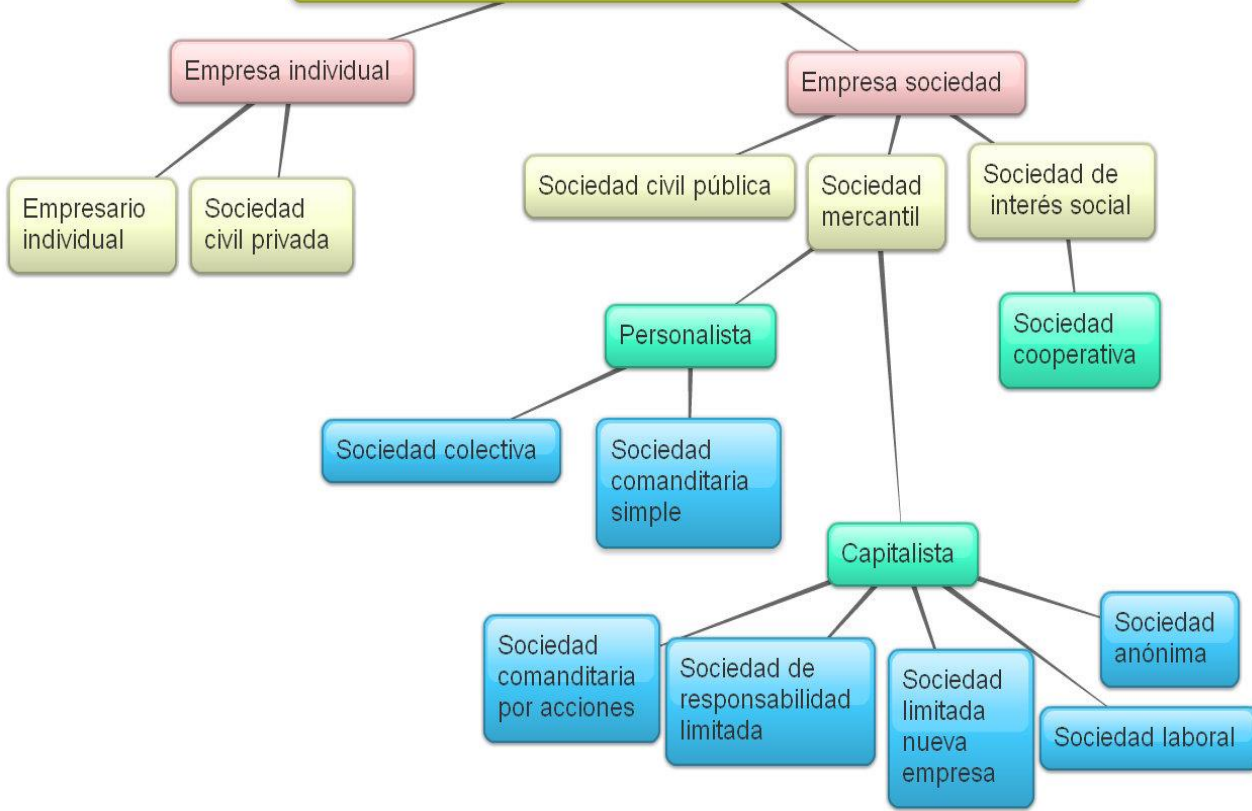 Empresa individual
Empresa sociedad
Empresario
individual
Sociedad
civil privada
Sociedad civil pública
Sociedad
mercantil
Sociedad de
interés social
Personalista
Sociedad
cooperativa
Sociedad colectiva
Sociedad
comanditaria
simple
Capitalista
Sociedad
comanditaria
por acciones
Sociedad de
responsabilidad
limitada
Sociedad
limitada
nueva
empresa
Sociedad laboral
Sociedad
anónima